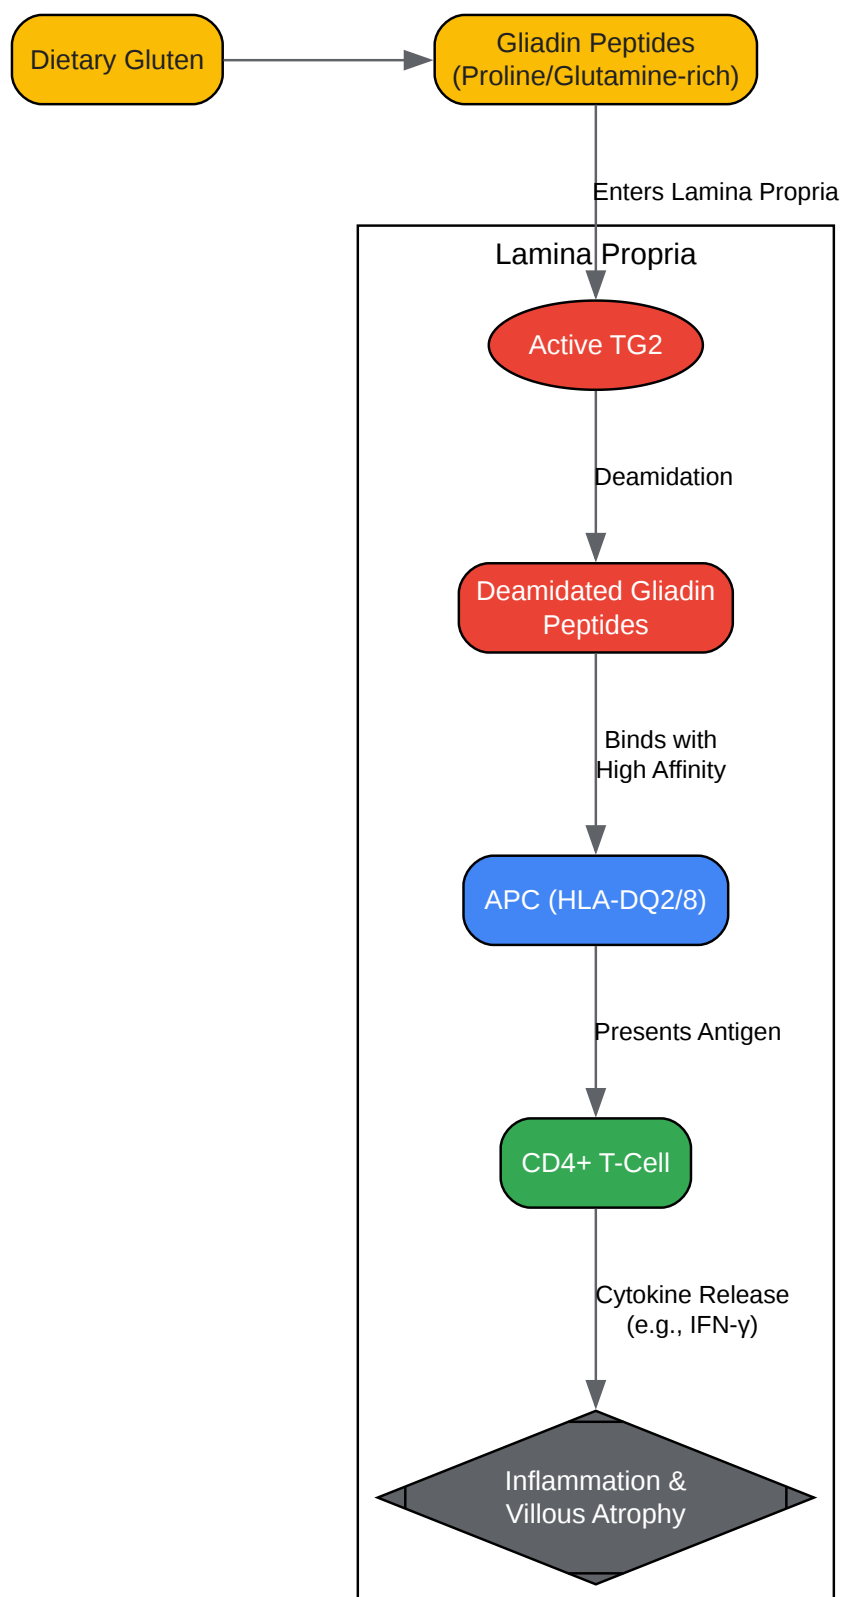 Dietary Gluten
Gliadin Peptides
(Proline/Glutamine-rich)
Enters Lamina Propria
Lamina Propria
Active TG2
Deamidation
Deamidated Gliadin
Peptides
Binds with
High Affinity
APC (HLA-DQ2/8)
Presents Antigen
CD4+ T-Cell
Cytokine Release
(e.g., IFN-γ)
Inflammation &
Villous Atrophy